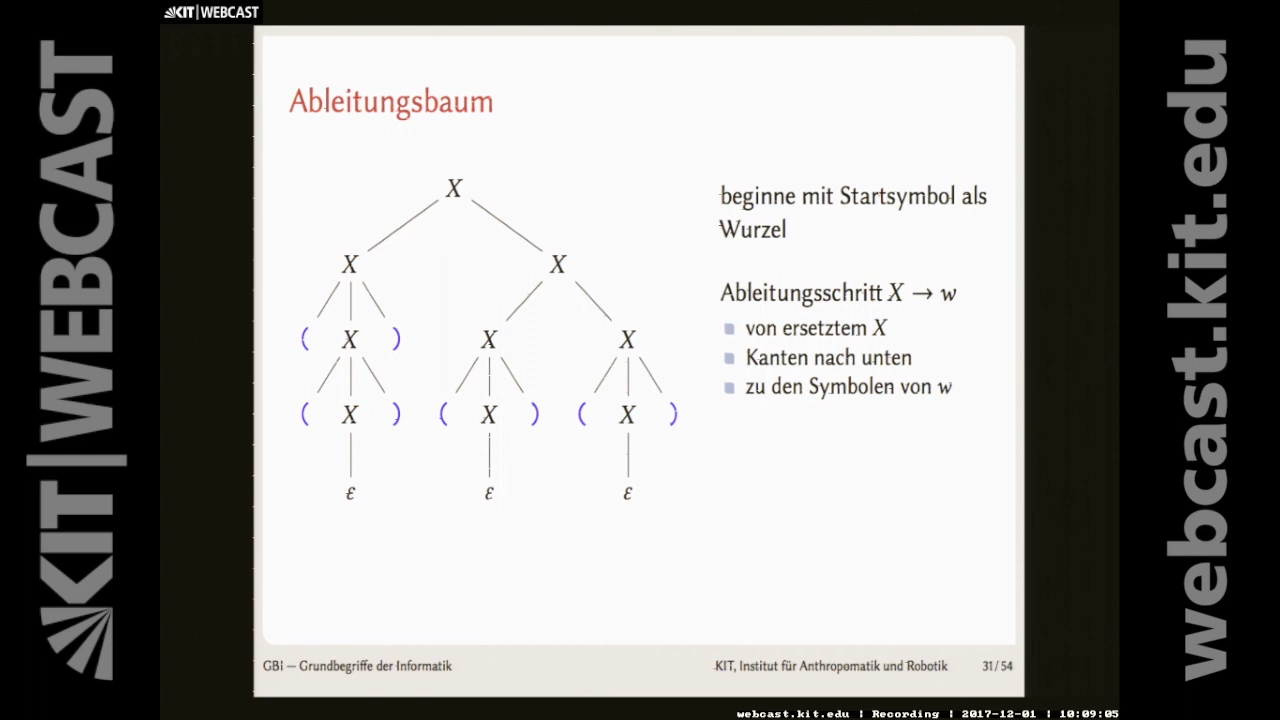 KIT|WEBCAST
KIT|WEBCAST
webcast.kit.edu
Ableitungsbaum
X
X X
( X ) X X
( X ) ( X ) ( X )
ε ε ε
beginne mit Startsymbol als
Wurzel
Ableitungsschritt X → w
von ersetztem X
Kanten nach unten
zu den Symbolen von w
GBI — Grundbegriffe der Informatik
KIT, Institut für Anthropomatik und Robotik
31 / 54
webcast.kit.edu | Recording | 2017-12-01 | 10:09:05